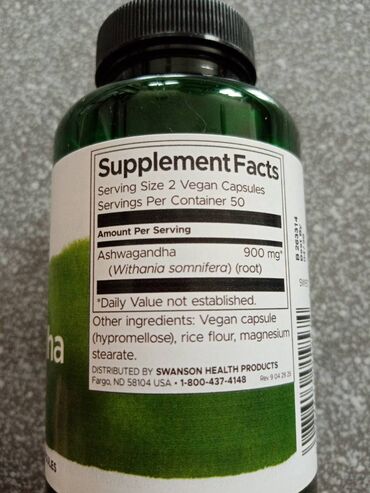 Supplement Facts
Serving Size 2 Vegan Capsules
Servings Per Container 50
Amount Per Serving
Ashwagandha 900 mg*
(Withania somnifera) (root)
*Daily Value not established.
Other ingredients: Vegan capsule
(hypromellose), rice flour, magnesium
stearate.
DISTRIBUTED BY SWANSON HEALTH PRODUCTS
Fargo, ND 58104 USA • 1-800-437-4148
B 263314